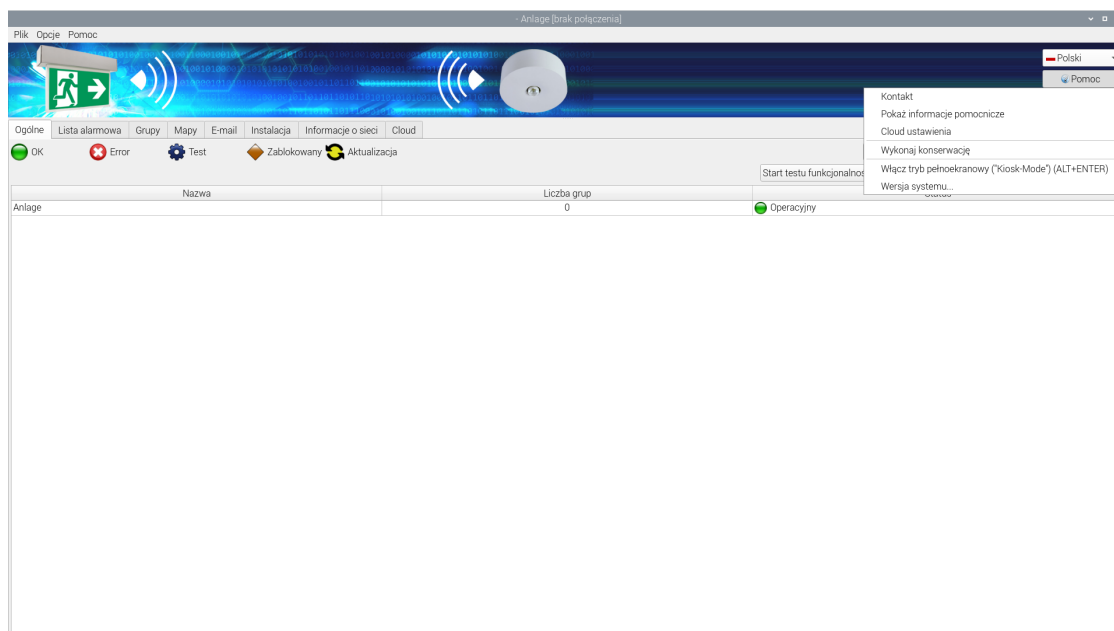 - Anlage [brak połączenia]
Plik Opcje Pomoc
Polski
Pomoc
Kontakt
Pokaż informacje pomocnicze
Cloud ustawienia
Wykonaj konserwację
Włącz tryb pełnoekranowy ("Kiosk-Mode") (ALT+ENTER)
Wersja systemu...
Ogólne Lista alarmowa Grupy Mapy E-mail Instalacja Informacje o sieci Cloud
OK Error Test Zablokowany Aktualizacja
Start testu funkcjonalnoś
Nazwa Liczba grup Status
Anlage 0 Operacyjny